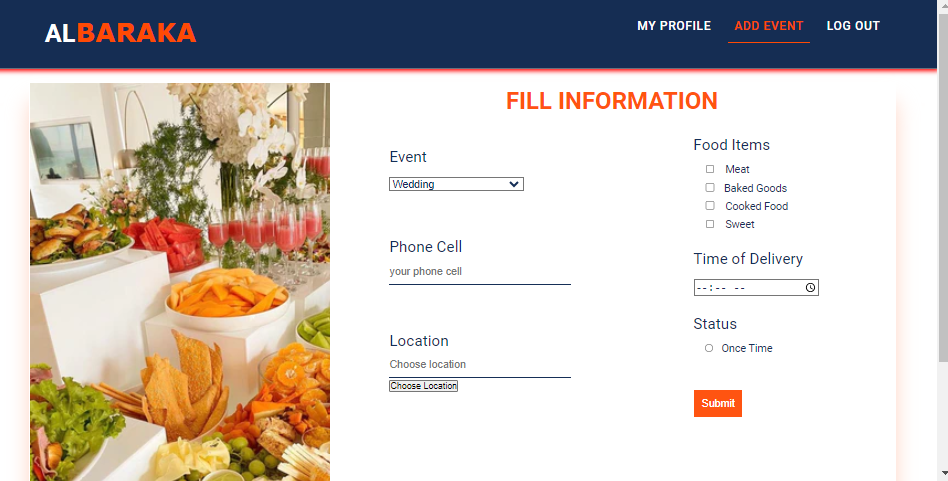 ALBARAKA
MY PROFILE ADD EVENT LOG OUT
FILL INFORMATION
Event
Wedding
Phone Cell
your phone cell
Location
Choose location
Choose Location
Food Items
Meat
Baked Goods
Cooked Food
Sweet
Time of Delivery
--:-- --
Status
Once Time
Submit